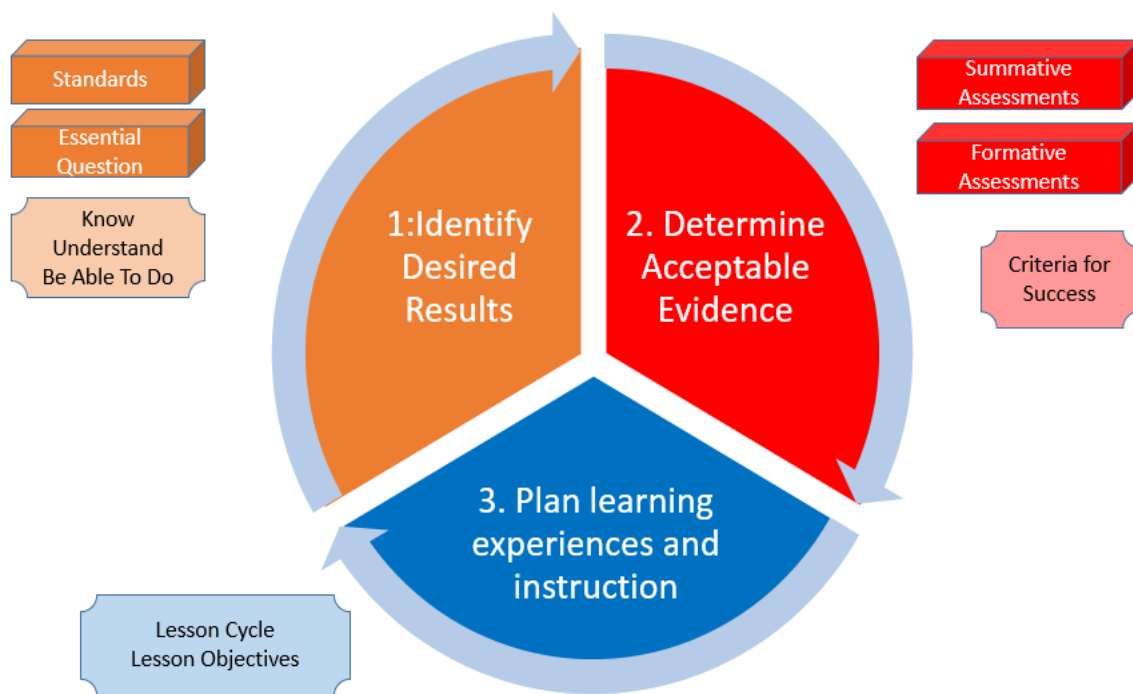 Standards
Essential
Question
Know
Understand
Be Able To Do
1:Identify
Desired
Results
2. Determine
Acceptable
Evidence
Summative
Assessments
Formative
Assessments
Criteria for
Success
3. Plan learning
experiences and
instruction
Lesson Cycle
Lesson Objectives